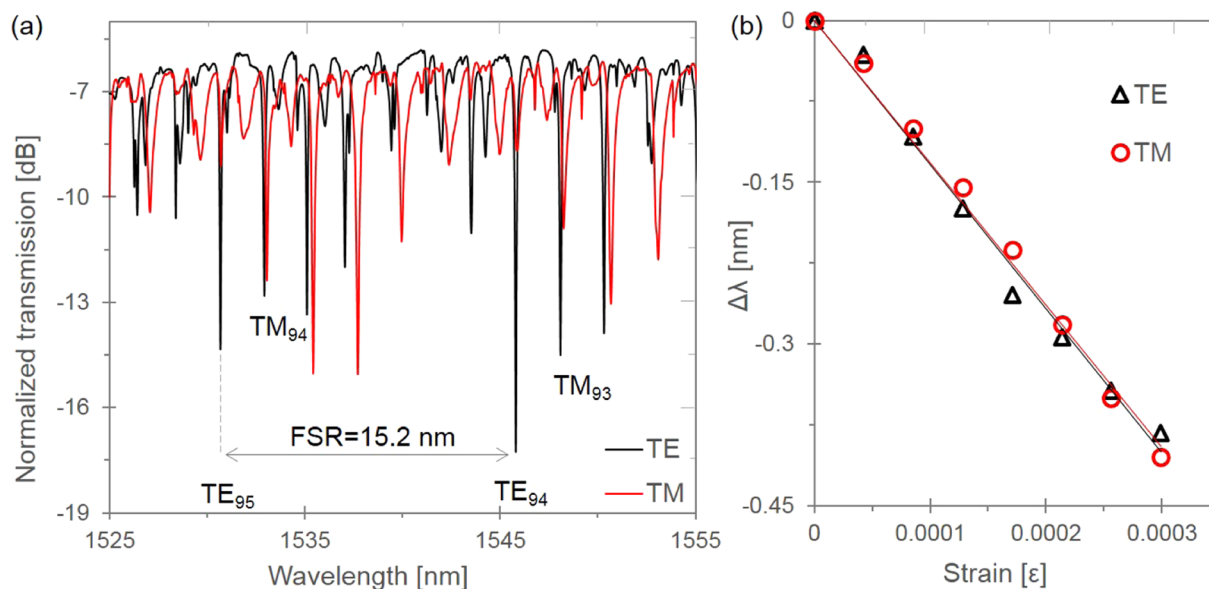 (a)
Normalized transmission [dB]
-7
-10
-13
-16
-19
TM94
TM93
FSR=15.2 nm
TE95
TE94
TE
TM
1525
1535
1545
1555
Wavelength [nm]
(b)
Δλ [nm]
0
-0.15
-0.3
-0.45
TE
TM
0
0.0001
0.0002
0.0003
Strain [ε]